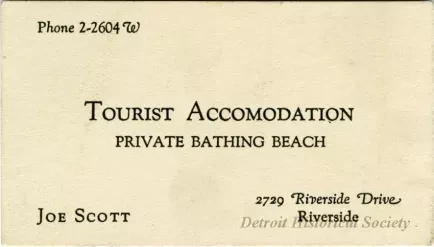 Phone 2-2604 W
Tourist Accomodation
PRIVATE BATHING BEACH
2729 Riverside Drive
Joe Scott Riverside
Detroit Historical Society